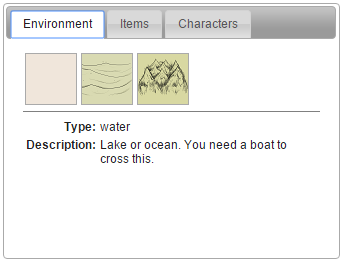 Environment Items Characters
Type: water
Description: Lake or ocean. You need a boat to
cross this.